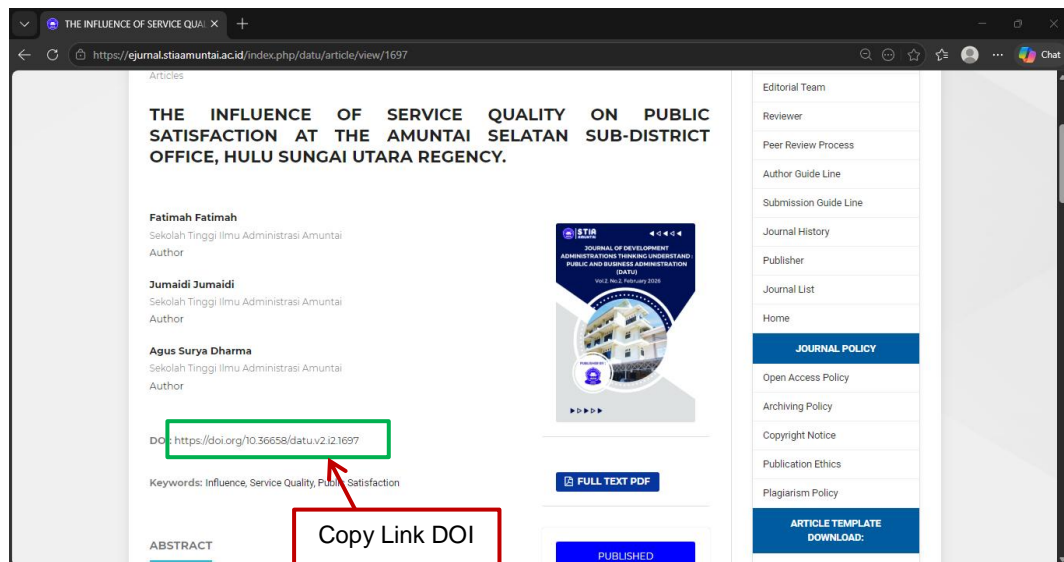 THE INFLUENCE OF SERVICE QUAL
https://ejurnal.stiaamuntai.ac.id/index.php/datu/article/view/1697
Chat
Articles
THE INFLUENCE OF SERVICE QUALITY ON PUBLIC
SATISFACTION AT THE AMUNTAI SELATAN SUB-DISTRICT
OFFICE, HULU SUNGAI UTARA REGENCY.
Fatimah Fatimah
Sekolah Tinggi Ilmu Administrasi Amuntai
Author
Jumaidi Jumaidi
Sekolah Tinggi Ilmu Administrasi Amuntai
Author
Agus Surya Dharma
Sekolah Tinggi Ilmu Administrasi Amuntai
Author
DOI: https://doi.org/10.36658/datu.v2.i2.1697
Keywords: Influence, Service Quality, Public Satisfaction
Copy Link DOI
ABSTRACT
STIA
AMUNTAI
JOURNAL OF DEVELOPMENT
ADMINISTRATIONS THINKING UNDERSTAND :
PUBLIC AND BUSINESS ADMINISTRATION
(DATU)
Vol.2. No.2. February 2026
PUBLISHED BY :
FULL TEXT PDF
PUBLISHED
Editorial Team
Reviewer
Peer Review Process
Author Guide Line
Submission Guide Line
Journal History
Publisher
Journal List
Home
JOURNAL POLICY
Open Access Policy
Archiving Policy
Copyright Notice
Publication Ethics
Plagiarism Policy
ARTICLE TEMPLATE
DOWNLOAD: